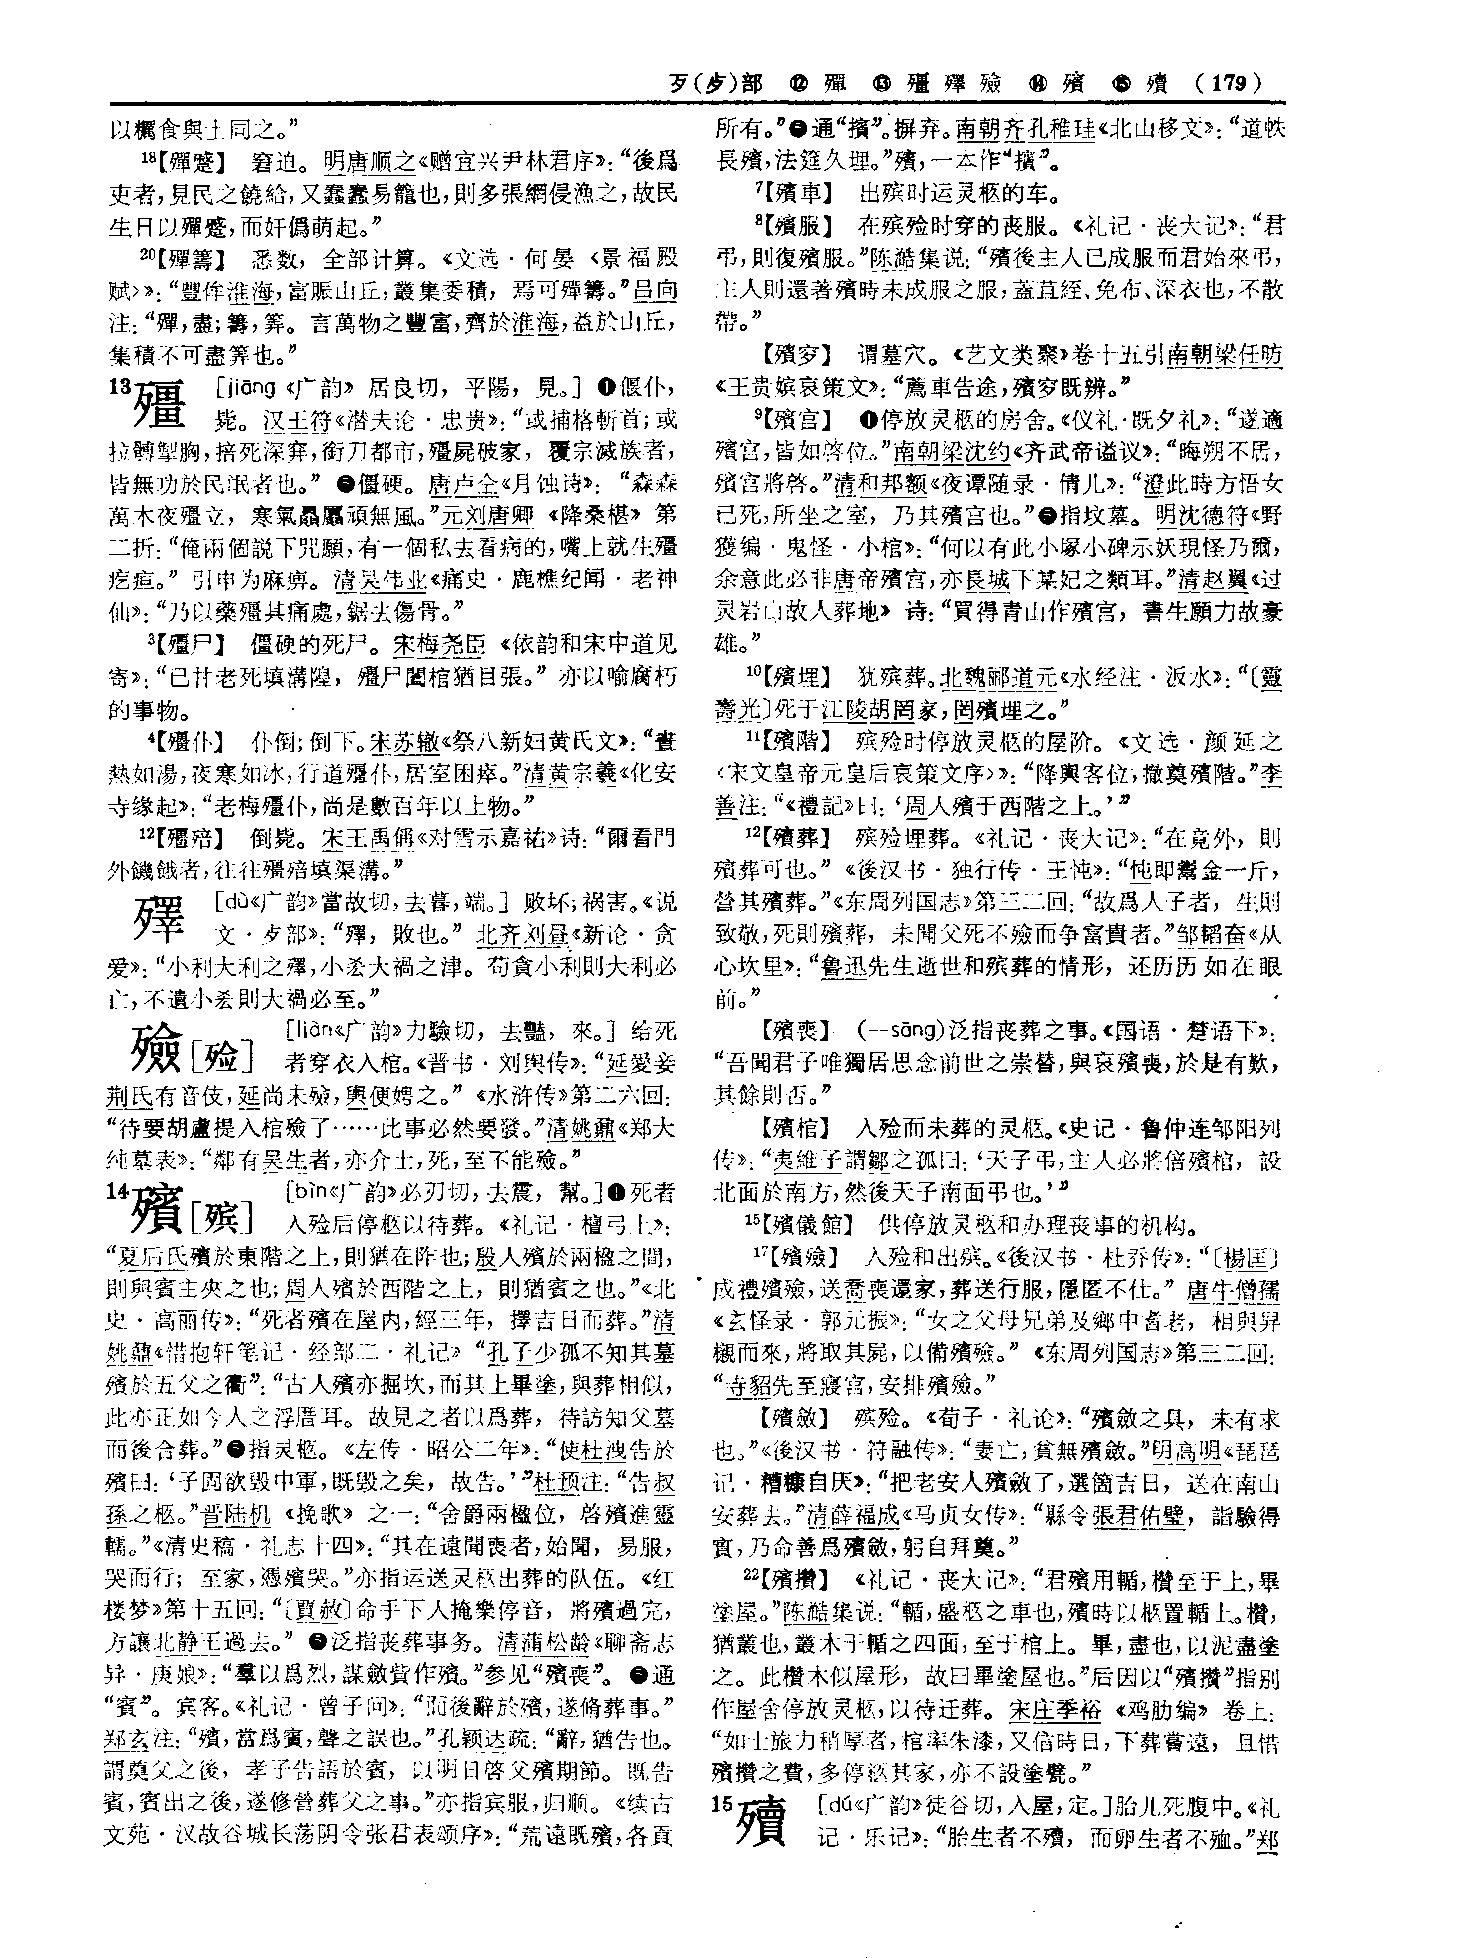 歹(歺)部 ⑫ 殫 ⑬ 殭 殬 殮 ⑭ 殯 ⑮ 殰 (179)
以櫔食與士同之。”
18【殫蹙】 窘迫。明唐顺之《赠宜兴尹林君序》：“後爲
吏者，見民之饒給，又蠢蠢易籠也，則多張網侵漁之，故民
生日以殫蹙，而奸僞萌起。”
20【殫籌】 悉数，全部计算。《文选·何晏〈景福殿
赋〉》：“豐侔淮海，富賑山丘，叢集委積，焉可殫籌。”吕向
注：“殫，盡；籌，筭。言萬物之豐富，齊於淮海，益於山丘，
集積不可盡筭也。”
13殭 ［jiāng《广韵》居良切，平陽，見。］❶偃仆，
毙。汉王符《潜夫论·忠贵》：“或捕格斬首；或
拉髆掣胸，掊死深穽，銜刀都市，殭屍破家，覆宗滅族者，
皆無功於民氓者也。” ❷僵硬。唐卢仝《月蚀诗》：“森森
萬木夜殭立，寒氣贔屭頑無風。”元刘唐卿《降桑椹》第
二折：“俺兩個說下咒願，有一個私去看病的，嘴上就生殭
疙疸。”引申为麻痹。清吴伟业《痛史·鹿樵纪闻·老神
仙》：“乃以藥殭其痛處，鋸去傷骨。”
3【殭尸】 僵硬的死尸。宋梅尧臣《依韵和宋中道见
寄》：“已甘老死填溝隍，殭尸闔棺猶目張。”亦以喻腐朽
的事物。
4【殭仆】 仆倒；倒下。宋苏辙《祭八新妇黄氏文》：“晝
熱如湯，夜寒如冰，行道殭仆，居室困瘁。”清黄宗羲《化安
寺缘起》：“老梅殭仆，尚是數百年以上物。”
12【殭殕】 倒毙。宋王禹偁《对雪示嘉祐》诗：“爾看門
外饑餓者，往往殭殕填渠溝。”
殬 ［dù《广韵》當故切，去暮，端。］败坏；祸害。《说
文·歺部》：“殬，敗也。”北齐刘昼《新论·贪
爱》：“小利大利之殬，小𠫤大禍之津。苟貪小利則大利必
亡，不遺小𠫤則大禍必至。”
殮［殓］ ［liàn《广韵》力驗切，去豔，來。］给死
者穿衣入棺。《晋书·刘舆传》：“延愛妾
荆氏有音伎，延尚未殮，輿便娉之。”《水浒传》第二六回：
“待要胡盧提入棺殮了……此事必然要發。”清姚鼐《郑大
纯墓表》：“鄰有吴生者，亦介士，死，至不能殮。”
14殯［殡］ ［bìn《广韵》必刃切，去震，幫。］❶死者
入殓后停柩以待葬。《礼记·檀弓上》：
“夏后氏殯於東階之上，則猶在阼也；殷人殯於兩楹之間，
則與賓主夾之也；周人殯於西階之上，則猶賓之也。”《北
史·高丽传》：“死者殯在屋内，經三年，擇吉日而葬。”清
姚鼐《惜抱轩笔记·经部二·礼记》“孔子少孤不知其墓
殯於五父之衢”：“古人殯亦掘坎，而其上畢塗，與葬相似，
此亦正如今人之浮厝耳。故見之者以爲葬，待訪知父墓
而後合葬。”❷指灵柩。《左传·昭公二年》：“使杜洩告於
殯曰：‘子固欲毁中軍，既毁之矣，故告。’”杜预注：“告叔
孫之柩。”晋陆机《挽歌》之一：“舍爵兩楹位，啓殯進靈
轜。”《清史稿·礼志十四》：“其在遠聞喪者，始聞，易服，
哭而行；至家，憑殯哭。”亦指运送灵柩出葬的队伍。《红
楼梦》第十五回：“〔賈赦〕命手下人掩樂停音，將殯過完，
方讓北静王過去。” ❸泛指丧葬事务。清蒲松龄《聊斋志
异·庚娘》：“羣以爲烈，謀斂貲作殯。”参见“殯喪”。 ❹通
“賓”。宾客。《礼记·曾子问》：“而後辭於殯，遂脩葬事。”
郑玄注：“殯，當爲賓，聲之誤也。”孔颖达疏：“辭，猶告也。
謂奠父之後，孝子告語於賓，以明日啓父殯期節。既告
賓，賓出之後，遂修營葬父之事。”亦指宾服，归顺。《续古
文苑·汉故谷城长荡阴令张君表颂序》：“荒遠既殯，各貢
所有。”❺通“擯”。摒弃。南朝齐孔稚珪《北山移文》：“道帙
長殯，法筵久埋。”殯，一本作“擯”。
7【殯車】 出殡时运灵柩的车。
8【殯服】 在殡殓时穿的丧服。《礼记·丧大记》：“君
弔，則復殯服。”陈澔集说：“殯後主人已成服而君始來弔，
主人則還著殯時未成服之服，蓋苴絰、免布、深衣也，不散
帶。”
【殯穸】 谓墓穴。《艺文类聚》卷十五引南朝梁任昉
《王贵嫔哀策文》：“薦車告途，殯穸既辨。”
9【殯宫】 ❶停放灵柩的房舍。《仪礼·既夕礼》：“遂適
殯宫，皆如啓位。”南朝梁沈约《齐武帝谥议》：“晦朔不居，
殯宫將啓。”清和邦额《夜谭随录·倩儿》：“澄此時方悟女
已死，所坐之室，乃其殯宫也。”❷指坟墓。明沈德符《野
獲编·鬼怪·小棺》：“何以有此小塚小碑示妖現怪乃爾，
余意此必非唐帝殯宫，亦長城下某妃之類耳。”清赵翼《过
灵岩山故人葬地》诗：“買得青山作殯宫，書生願力故豪
雄。”
10【殯埋】 犹殡葬。北魏郦道元《水经注·汳水》：“〔靈
壽光〕死于江陵胡罔家，罔殯埋之。”
11【殯階】 殡殓时停放灵柩的屋阶。《文选·颜延之
〈宋文皇帝元皇后哀策文序〉》：“降輿客位，撤奠殯階。”李
善注：“《禮記》曰：‘周人殯于西階之上。’”
12【殯葬】 殡殓埋葬。《礼记·丧大记》：“在竟外，則
殯葬可也。”《後汉书·独行传·王忳》：“忳即鬻金一斤，
營其殯葬。”《东周列国志》第三二回：“故爲人子者，生則
致敬，死則殯葬，未聞父死不殮而争富貴者。”邹韬奋《从
心坎里》：“鲁迅先生逝世和殡葬的情形，还历历如在眼
前。”
【殯喪】 （－－sāng）泛指丧葬之事。《国语·楚语下》：
“吾聞君子唯獨居思念前世之崇替，與哀殯喪，於是有歎，
其餘則否。”
【殯棺】 入殓而未葬的灵柩。《史记·鲁仲连邹阳列
传》：“夷維子謂鄒之孤曰：‘天子弔，主人必將倍殯棺，設
北面於南方，然後天子南面弔也。’”
15【殯儀館】 供停放灵柩和办理丧事的机构。
17【殯殮】 入殓和出殡。《後汉书·杜乔传》：“〔楊匡〕
成禮殯殮，送喬喪還家，葬送行服，隱匿不仕。”唐牛僧孺
《玄怪录·郭元振》：“女之父母兄弟及鄉中耆老，相與舁
櫬而來，將取其屍，以備殯殮。”《东周列国志》第三二回：
“寺貂先至寢宫，安排殯殮。”
【殯斂】 殡殓。《荀子·礼论》：“殯斂之具，未有求
也。”《後汉书·符融传》：“妻亡，貧無殯斂。”明高明《琵琶
记·糟糠自厌》：“把老安人殯斂了，選箇吉日，送在南山
安葬去。”清薛福成《马贞女传》：“縣令張君佑璧，詣驗得
實，乃命善爲殯斂，躬自拜奠。”
22【殯欑】 《礼记·丧大记》：“君殯用輴，欑至于上，畢
塗屋。”陈澔集说：“輴，盛柩之車也，殯時以柩置輴上。欑，
猶叢也，叢木于輴之四面，至于棺上。畢，盡也，以泥盡塗
之。此欑木似屋形，故曰畢塗屋也。”后因以“殯欑”指别
作屋舍停放灵柩，以待迁葬。宋庄季裕《鸡肋编》卷上：
“如士族力稍厚者，棺率朱漆，又信時日，下葬嘗遠，且惜
殯欑之費，多停柩其家，亦不設塗甓。”
15殰 ［dú《广韵》徒谷切，入屋，定。］胎儿死腹中。《礼
记·乐记》：“胎生者不殰，而卵生者不殈。”郑